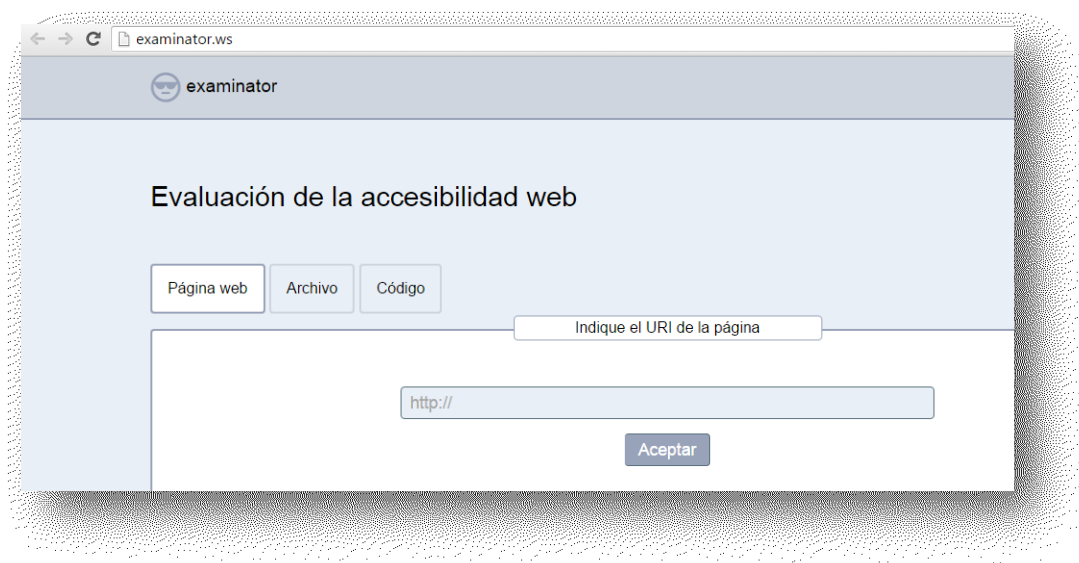 examinator.ws
examinator
Evaluación de la accesibilidad web
Página web Archivo Código
Indique el URI de la página
http://
Aceptar